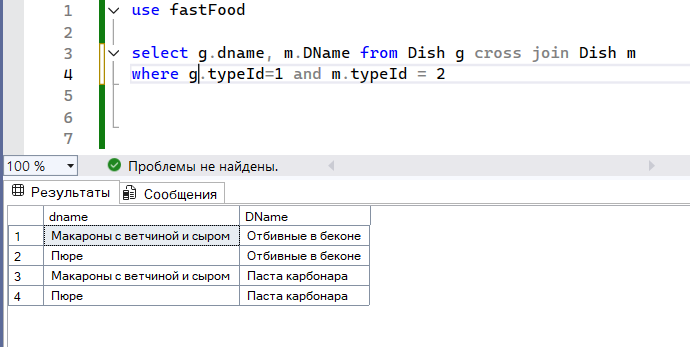 1 use fastFood
2
3 select g.dname, m.DName from Dish g cross join Dish m
4 where g.typeId=1 and m.typeId = 2
5
6
7
100 % Проблемы не найдены.
Результаты Сообщения
dname DName
1 Макароны с ветчиной и сыром Отбивные в беконе
2 Пюре Отбивные в беконе
3 Макароны с ветчиной и сыром Паста карбонара
4 Пюре Паста карбонара